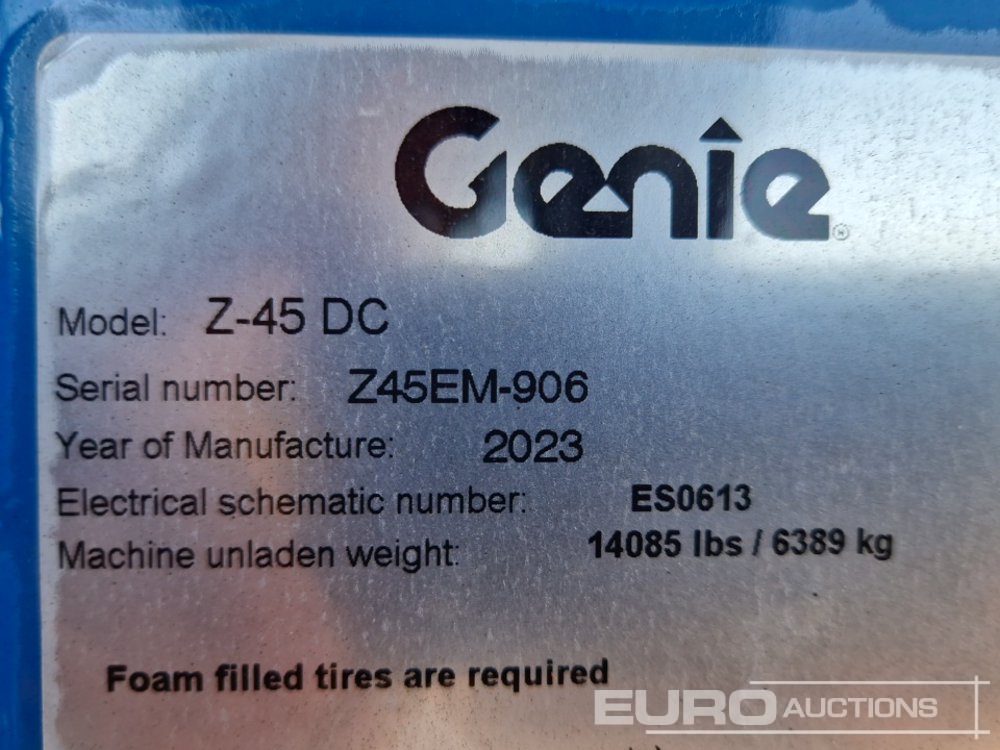 Genie®
Model: Z-45 DC
Serial number: Z45EM-906
Year of Manufacture: 2023
Electrical schematic number: ES0613
Machine unladen weight: 14085 lbs / 6389 kg
Foam filled tires are required
EURO AUCTIONS